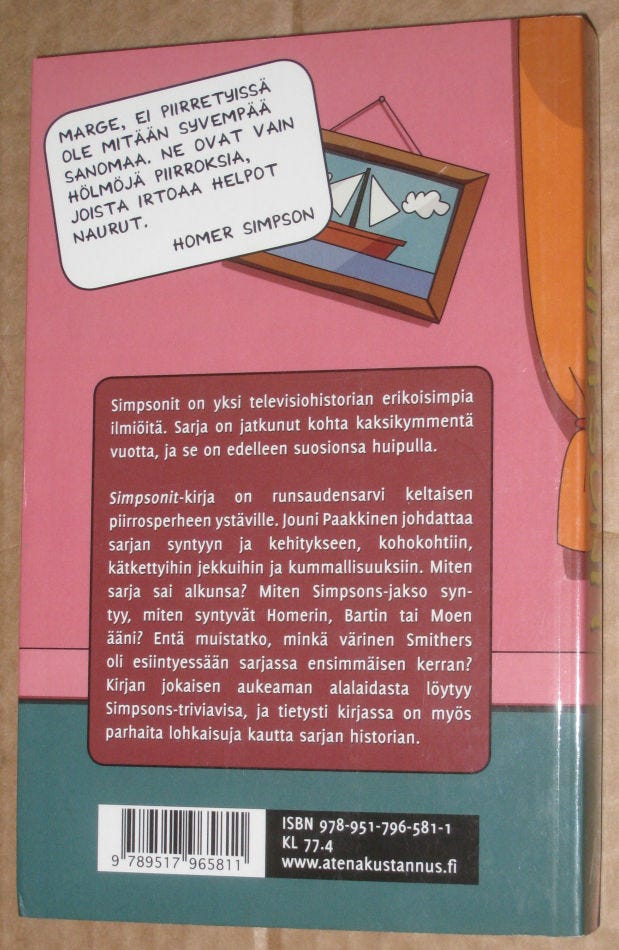 MARGE, EI PIIRRETYISSÄ
OLE MITÄÄN SYVEMPÄÄ
SANOMAA. NE OVAT VAIN
HÖLMÖJÄ PIIRROKSIA,
JOISTA IRTOAA HELPOT
NAURUT.
HOMER SIMPSON
Simpsonit on yksi televisiohistorian erikoisimpia
ilmiöitä. Sarja on jatkunut kohta kaksikymmentä
vuotta, ja se on edelleen suosionsa huipulla.
Simpsonit-kirja on runsaudensarvi keltaisen
piirrosperheen ystäville. Jouni Paakkinen johdattaa
sarjan syntyyn ja kehitykseen, kohokohtiin,
kätkettyihin jekkuihin ja kummallisuuksiin. Miten
sarja sai alkunsa? Miten Simpsons-jakso syn-
tyy, miten syntyvät Homerin, Bartin tai Moen
ääni? Entä muistatko, minkä värinen Smithers
oli esiintyessään sarjassa ensimmäisen kerran?
Kirjan jokaisen aukeaman alalaidasta löytyy
Simpsons-triviavisa, ja tietysti kirjassa on myös
parhaita lohkaisuja kautta sarjan historian.
ISBN 978-951-796-581-1
KL 77.4
www.atenakustannus.fi
9 789517 965811